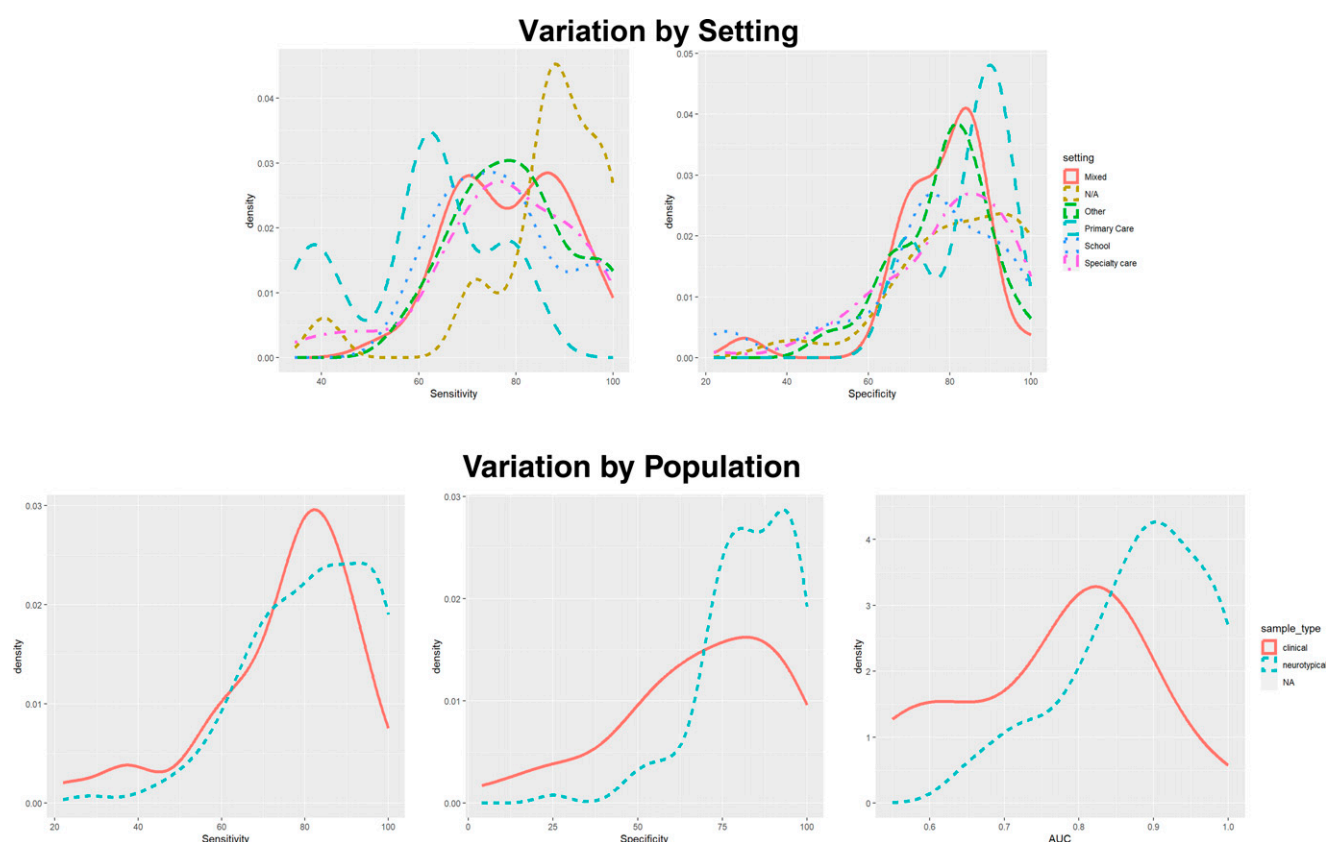 Variation by Setting
density
0.04
0.03
0.02
0.01
0.00
40
60
80
100
Sensitivity
density
0.05
0.04
0.03
0.02
0.01
0.00
20
40
60
80
100
Specificity
setting
Mixed
N/A
Other
Primary Care
School
Specialty care
Variation by Population
density
0.03
0.02
0.01
0.00
20
40
60
80
100
Sensitivity
density
0.03
0.02
0.01
0.00
0
25
50
75
100
Specificity
density
4
3
2
1
0
0.6
0.7
0.8
0.9
1.0
AUC
sample_type
clinical
neurotypical
NA